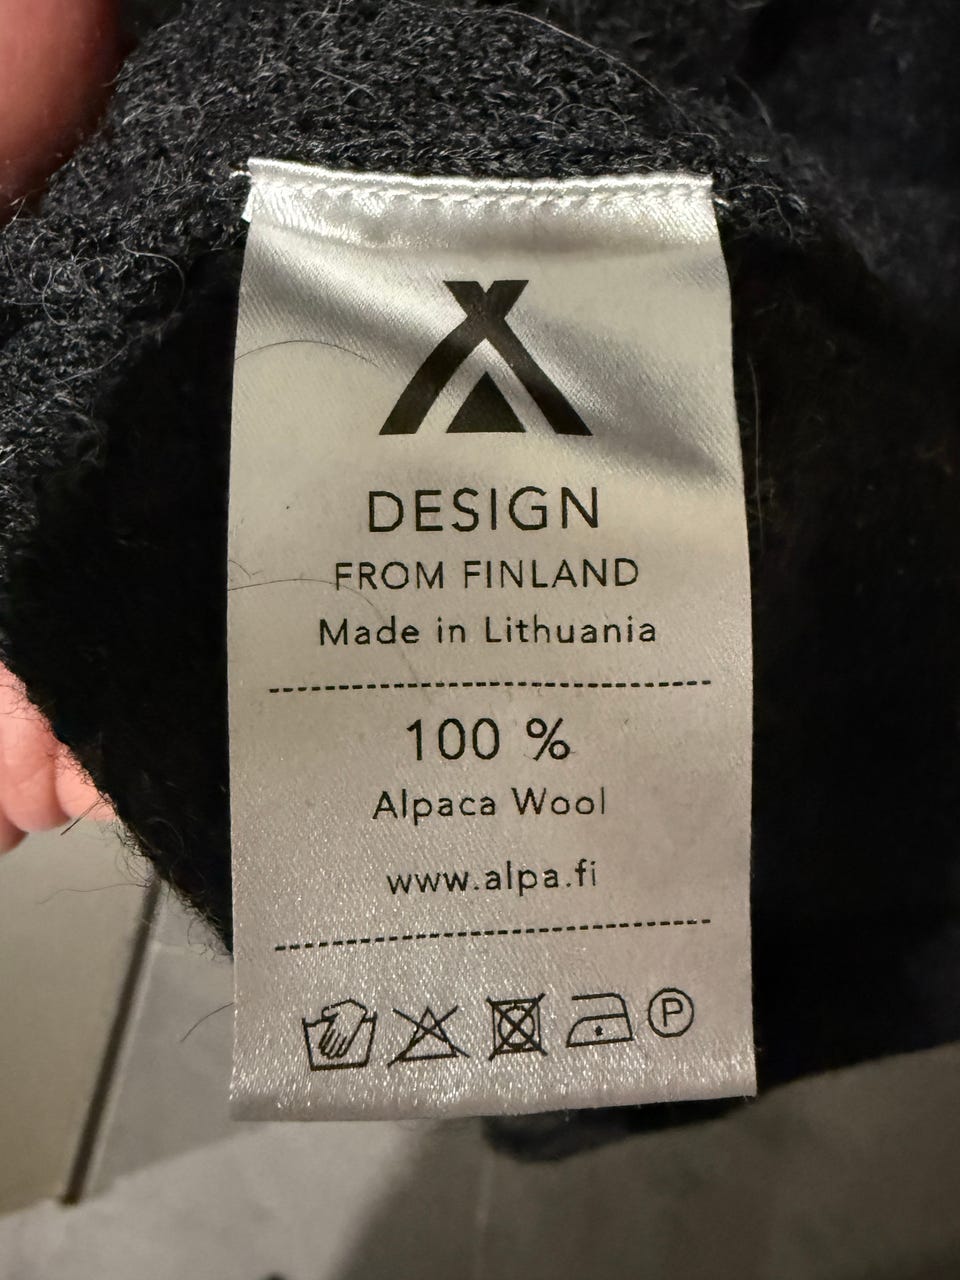 DESIGN
FROM FINLAND
Made in Lithuania
100 %
Alpaca Wool
www.alpa.fi
P